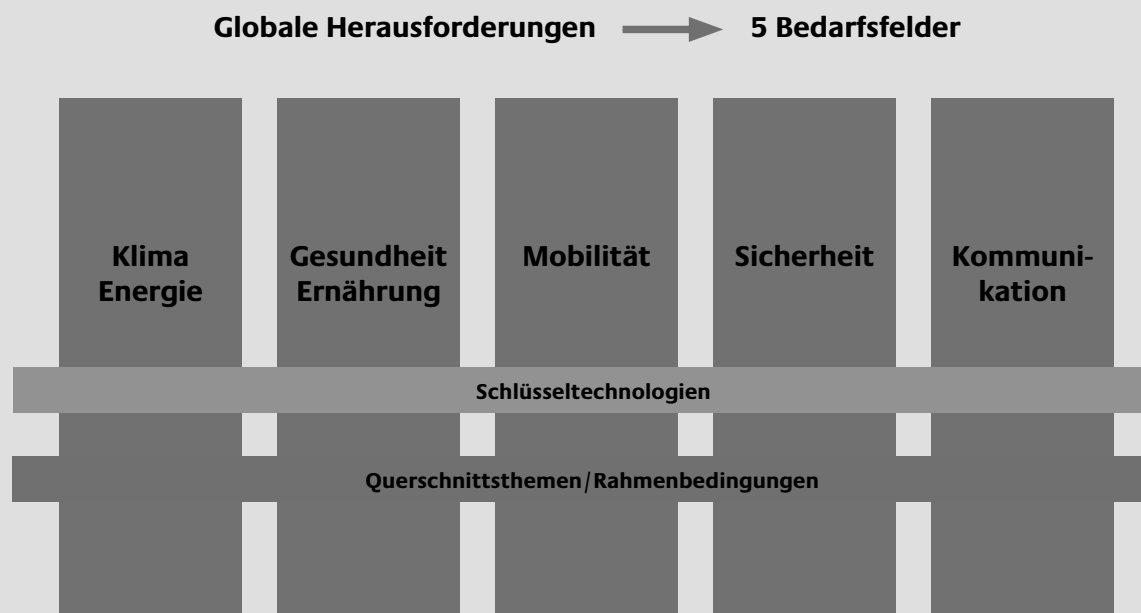 Globale Herausforderungen 5 Bedarfsfelder
Klima
Energie
Gesundheit
Ernährung
Mobilität
Sicherheit
Kommuni-
kation
Schlüsseltechnologien
Querschnittsthemen/Rahmenbedingungen